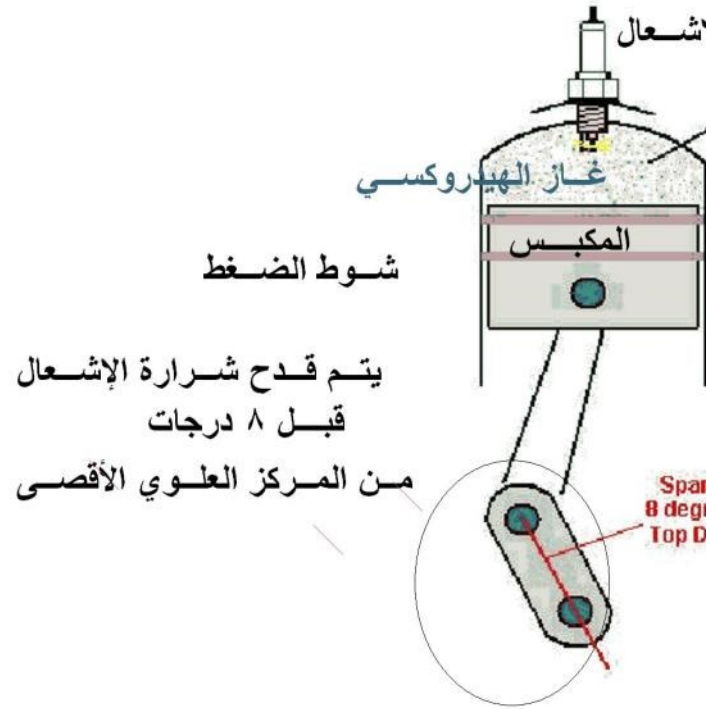 الاشعال
غاز الهيدروكسي
المكبس
شوط الضغط
يتم قدح شرارة الإشعال
قبل ٨ درجات
من المركز العلوي الأقصى
Spar
8 degr
Top D